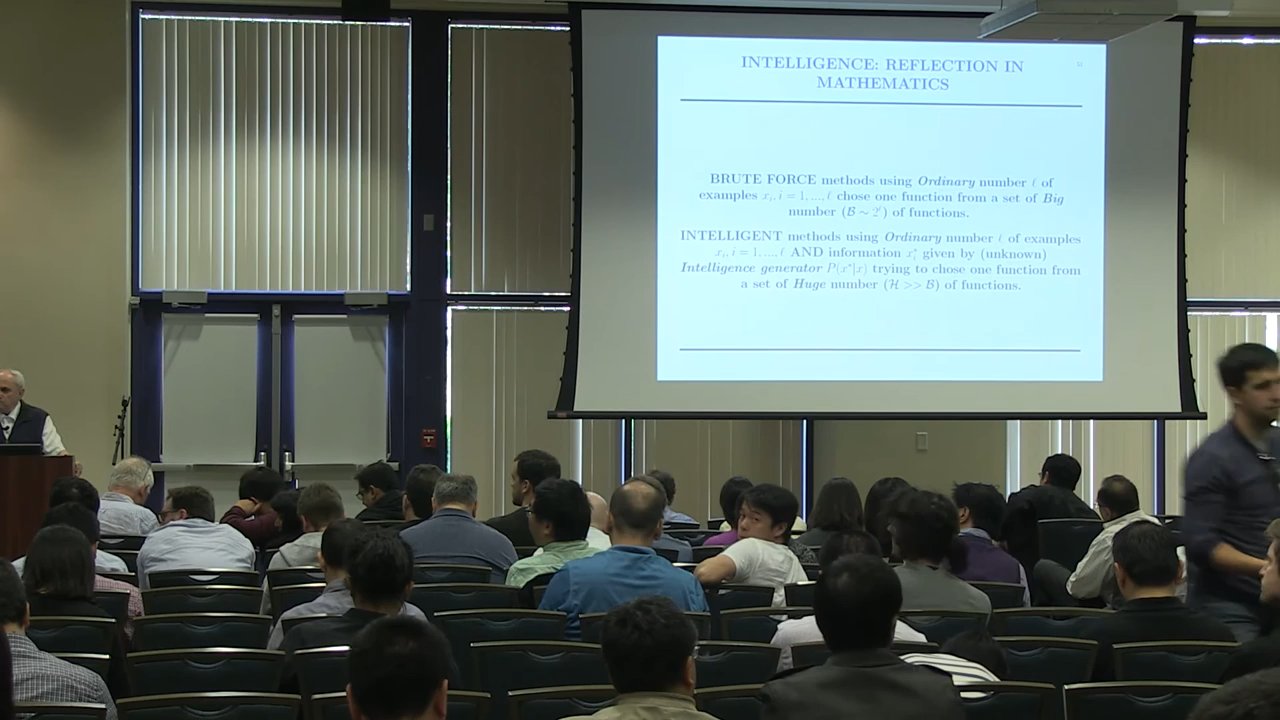 INTELLIGENCE: REFLECTION IN
MATHEMATICS
BRUTE FORCE methods using Ordinary number ℓ of
examples xᵢ, i = 1, ..., ℓ chose one function from a set of Big
number (ℬ ∼ 2ℓ) of functions.
INTELLIGENT methods using Ordinary number ℓ of examples
xᵢ, i = 1, ..., ℓ AND information xᵢ* given by (unknown)
Intelligence generator P(x*|x) trying to chose one function from
a set of Huge number (ℋ >> ℬ) of functions.